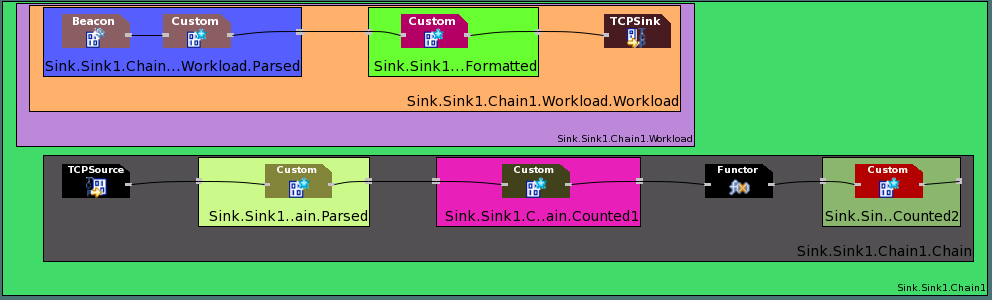 Beacon
Custom
Custom
TCPSink
Sink.Sink1.Chain...Workload.Parsed
Sink.Sink1...Formatted
Sink.Sink1.Chain1.Workload.Workload
Sink.Sink1.Chain1.Workload
TCPSource
Custom
Custom
Functor
Custom
f(x)
Sink.Sink1..ain.Parsed
Sink.Sink1.C..ain.Counted1
Sink.Sin..Counted2
Sink.Sink1.Chain1.Chain
Sink.Sink1.Chain1